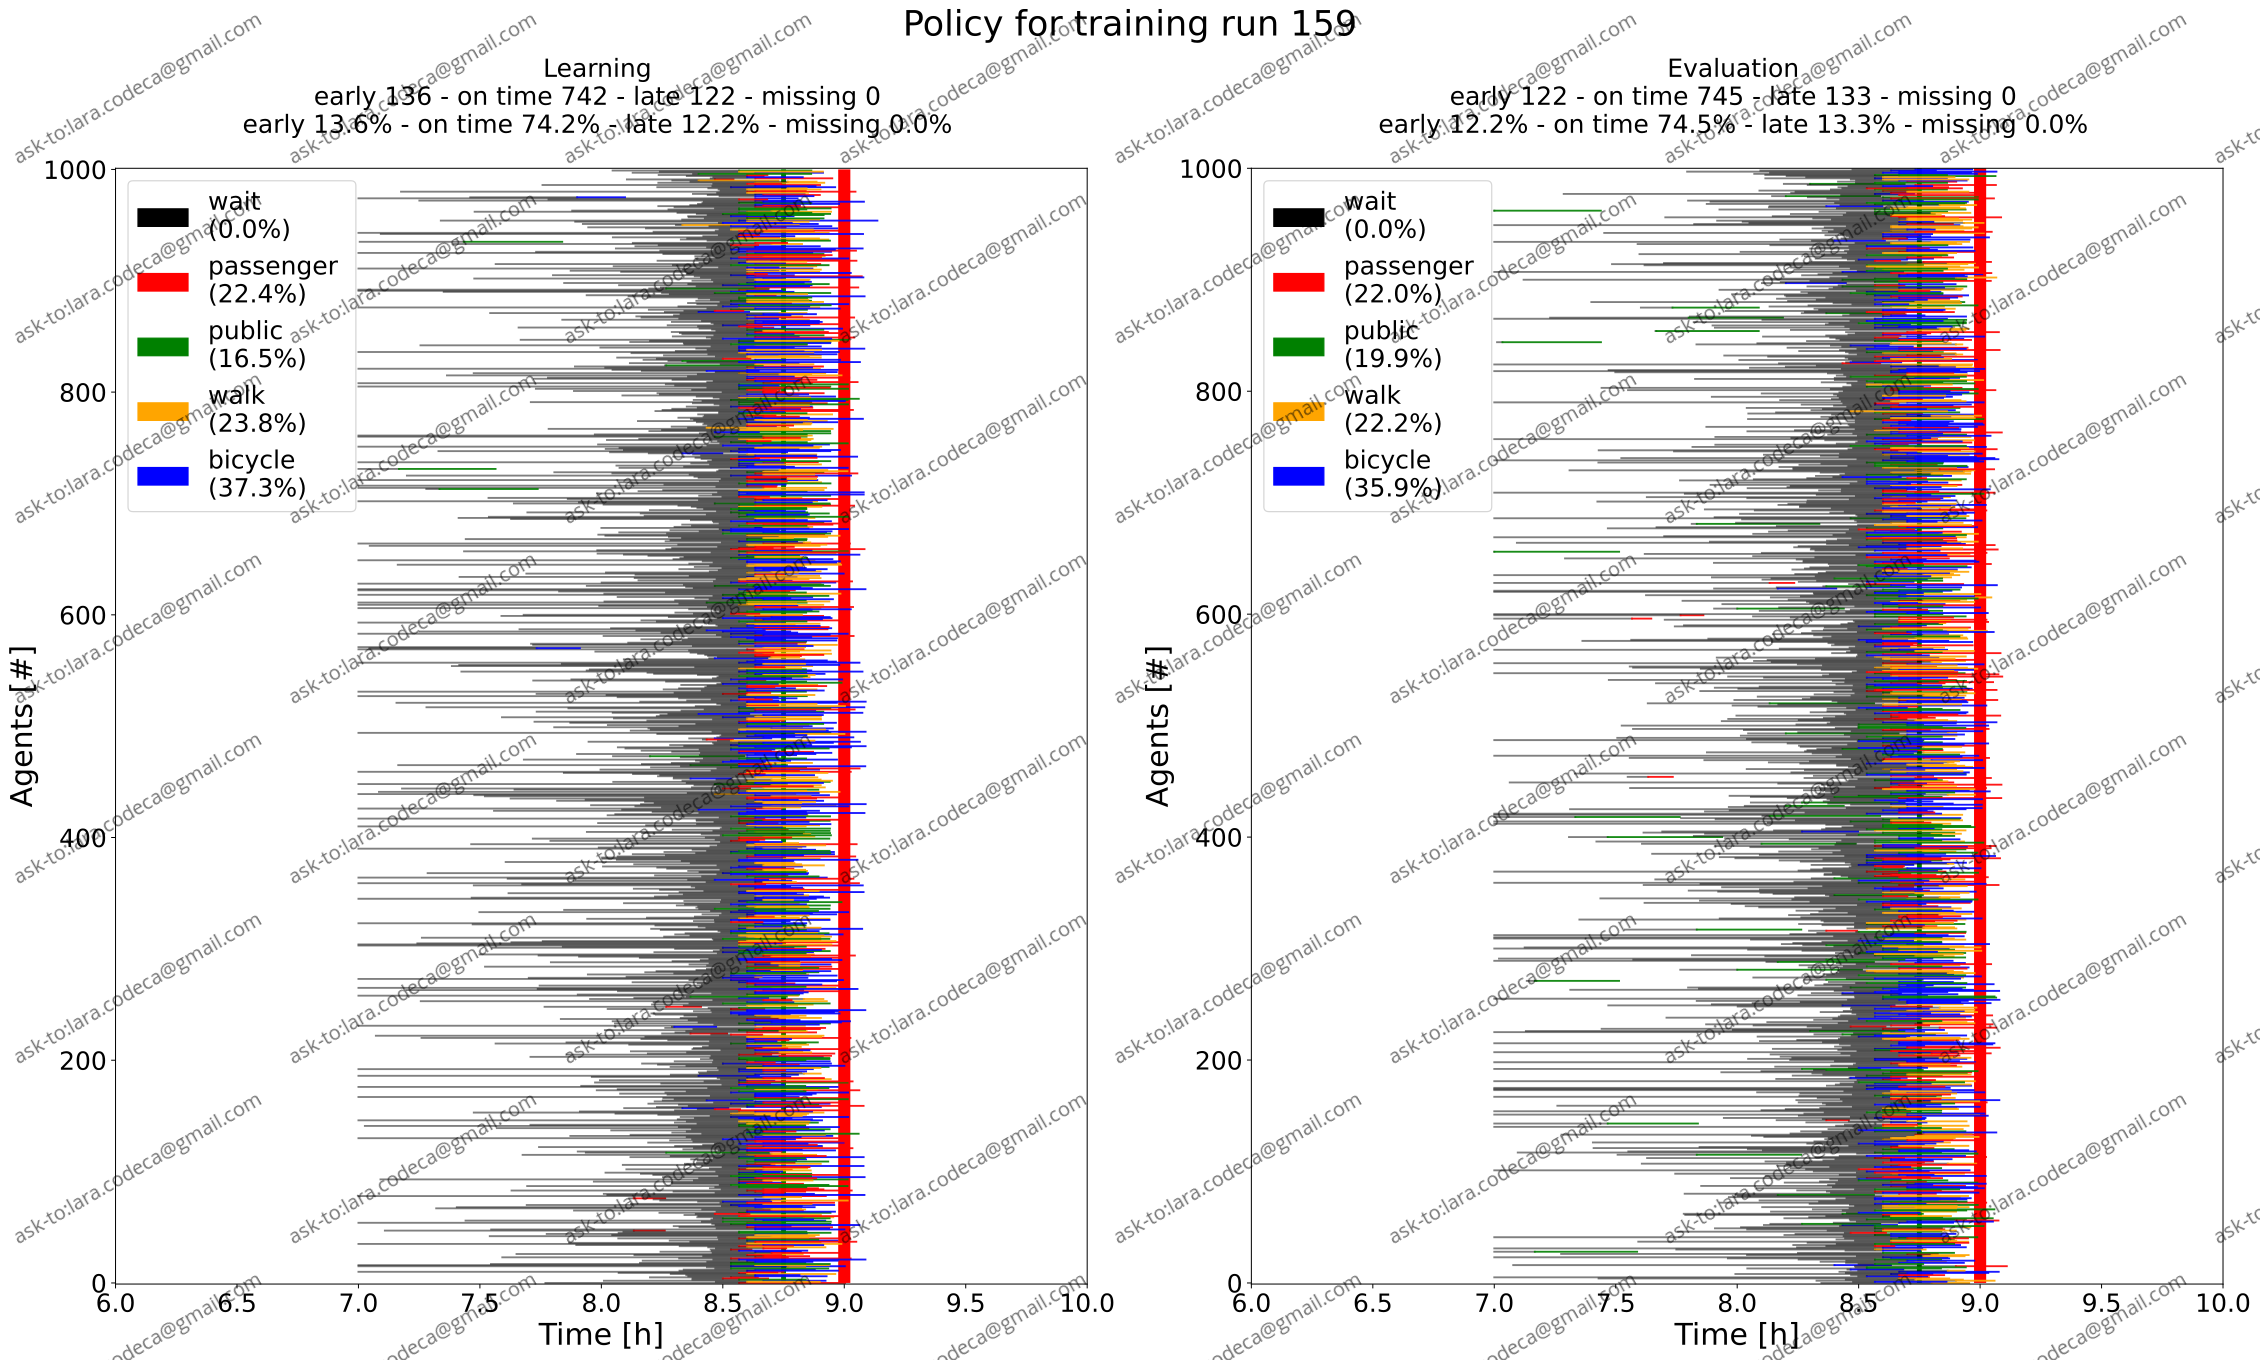 Policy for training run 159
Learning
early 136 - on time 742 - late 122 - missing 0
early 13.6% - on time 74.2% - late 12.2% - missing 0.0%
Evaluation
early 122 - on time 745 - late 133 - missing 0
early 12.2% - on time 74.5% - late 13.3% - missing 0.0%
wait
(0.0%)
passenger
(22.4%)
public
(16.5%)
walk
(23.8%)
bicycle
(37.3%)
1000
800
600
400
200
0
Agents [#]
6.0 6.5 7.0 7.5 8.0 8.5 9.0 9.5 10.0
Time [h]
wait
(0.0%)
passenger
(22.0%)
public
(19.9%)
walk
(22.2%)
bicycle
(35.9%)
1000
800
600
400
200
0
Agents [#]
6.0 6.5 7.0 7.5 8.0 8.5 9.0 9.5 10.0
Time [h]
ask-to:lara.codeca@gmail.com